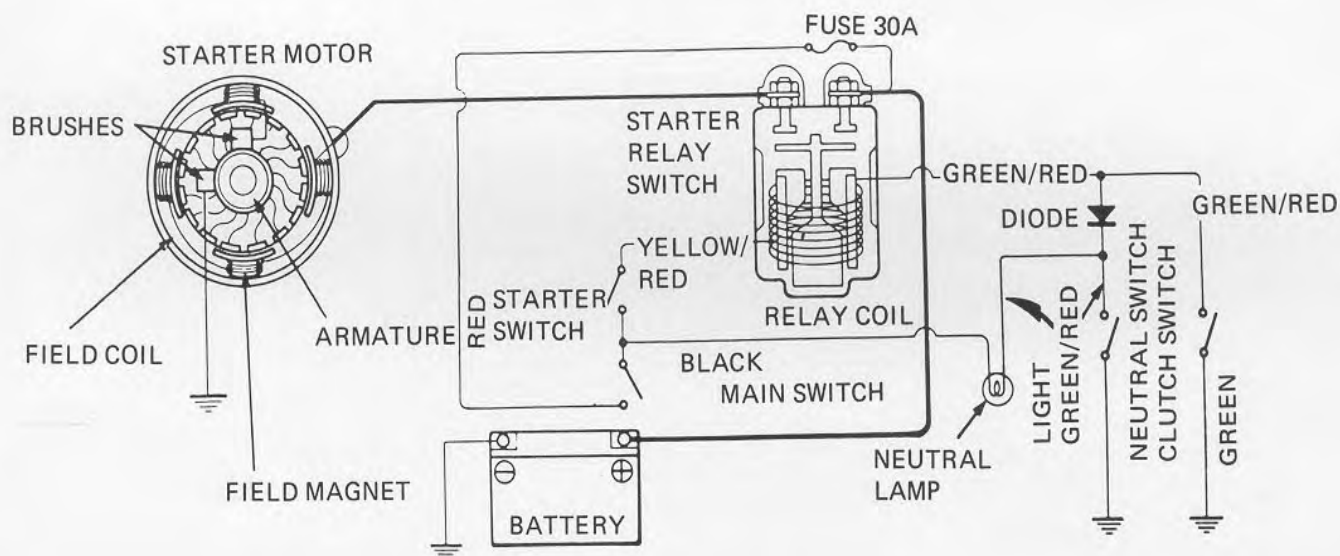 FUSE 30A
STARTER MOTOR
BRUSHES
STARTER
RELAY
SWITCH
GREEN/RED
GREEN/RED
DIODE
YELLOW/
RED
STARTER
SWITCH
RED
ARMATURE
RELAY COIL
FIELD COIL
BLACK
MAIN SWITCH
LIGHT
GREEN/RED
NEUTRAL SWITCH
CLUTCH SWITCH
GREEN
NEUTRAL
LAMP
FIELD MAGNET
BATTERY